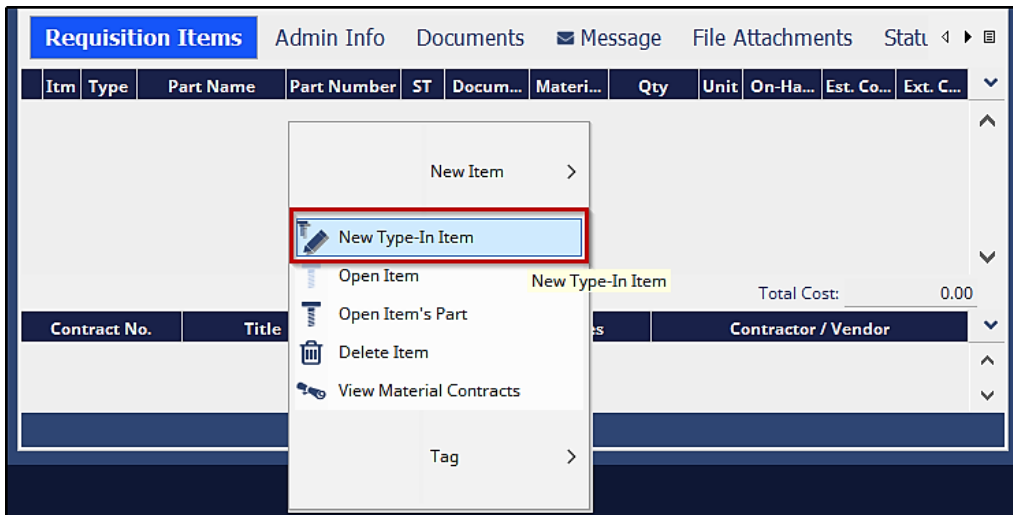 Requisition Items Admin Info Documents Message File Attachments Statu
Itm Type Part Name Part Number ST Docum... Materi... Qty Unit On-Ha... Est. Co... Ext. C...
New Item
New Type-In Item
Open Item
New Type-In Item
Total Cost: 0.00
Open Item's Part
Contract No. Title es Contractor / Vendor
Delete Item
View Material Contracts
Tag